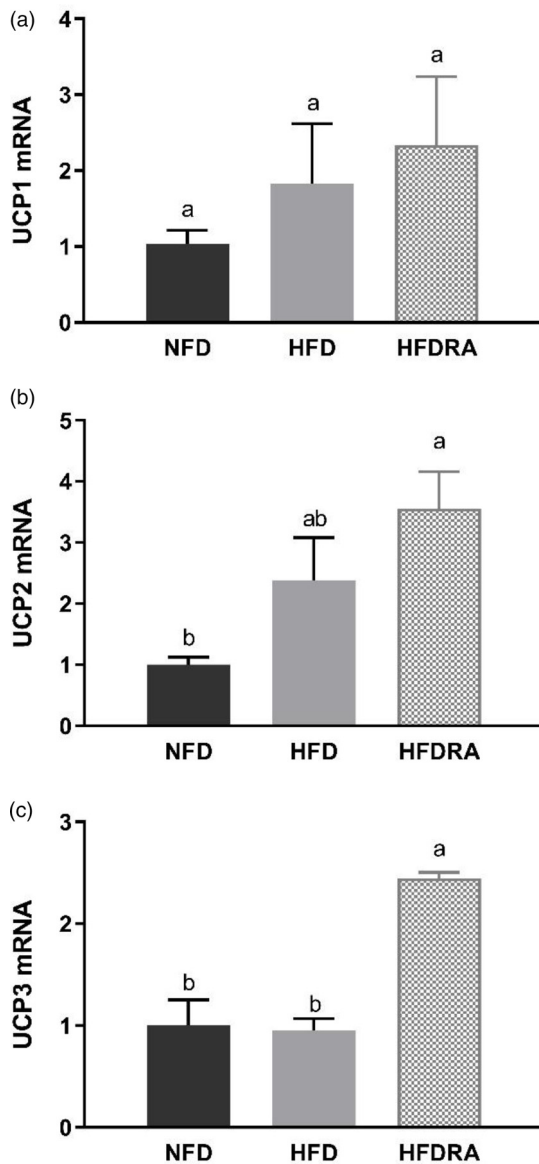 (a)
UCP1 mRNA
4
3
2
1
0
a
a
a
NFD HFD HFDRA
(b)
UCP2 mRNA
5
4
3
2
1
0
b
ab
a
NFD HFD HFDRA
(c)
UCP3 mRNA
3
2
1
0
b
b
a
NFD HFD HFDRA